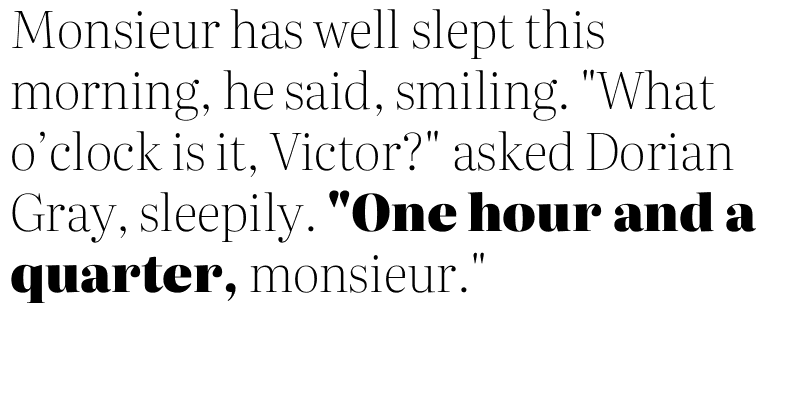 Monsieur has well slept this
morning, he said, smiling. "What
o’clock is it, Victor?" asked Dorian
Gray, sleepily. "One hour and a
quarter, monsieur."